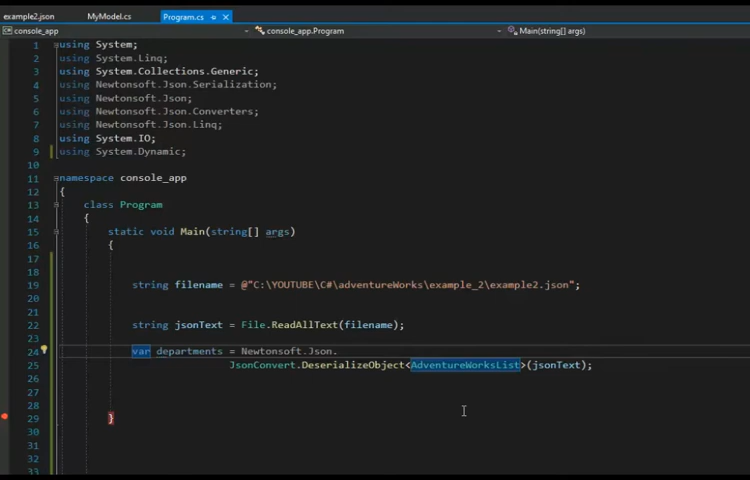 example2.json MyModel.cs Program.cs
console_app console_app.Program Main(string[] args)
1 using System;
2 using System.Linq;
3 using System.Collections.Generic;
4 using Newtonsoft.Json.Serialization;
5 using Newtonsoft.Json;
6 using Newtonsoft.Json.Converters;
7 using Newtonsoft.Json.Linq;
8 using System.IO;
9 using System.Dynamic;
10
11 namespace console_app
12 {
13 class Program
14 {
15 static void Main(string[] args)
16 {
17
18
19 string filename = @"C:\YOUTUBE\C#\adventureWorks\example_2\example2.json";
20
21
22 string jsonText = File.ReadAllText(filename);
23
24 var departments = Newtonsoft.Json.
25 JsonConvert.DeserializeObject<AdventureWorksList>(jsonText);
26
27
28
29 }
30
31
32
33